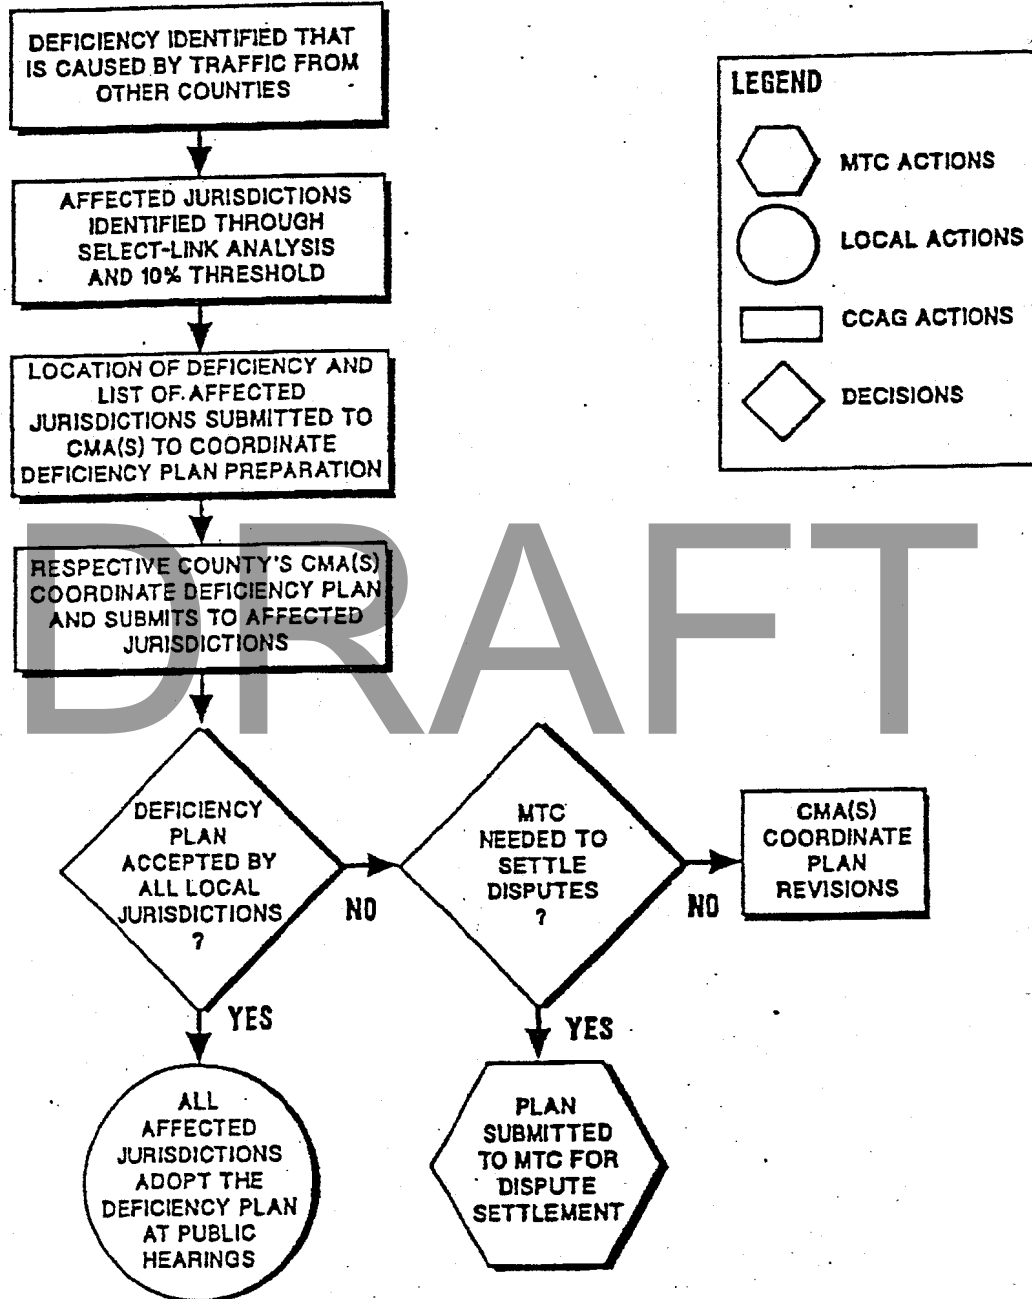 DEFICIENCY IDENTIFIED THAT
IS CAUSED BY TRAFFIC FROM
OTHER COUNTIES
AFFECTED JURISDICTIONS
IDENTIFIED THROUGH
SELECT-LINK ANALYSIS
AND 10% THRESHOLD
LOCATION OF DEFICIENCY AND
LIST OF AFFECTED
JURISDICTIONS SUBMITTED TO
CMA(S) TO COORDINATE
DEFICIENCY PLAN PREPARATION
RESPECTIVE COUNTY'S CMA(S)
COORDINATE DEFICIENCY PLAN
AND SUBMITS TO AFFECTED
JURISDICTIONS
DRAFT
DEFICIENCY
PLAN
ACCEPTED BY
ALL LOCAL
JURISDICTIONS
?
NO
YES
MTC
NEEDED TO
SETTLE
DISPUTES
?
NO
YES
CMA(S)
COORDINATE
PLAN
REVISIONS
ALL
AFFECTED
JURISDICTIONS
ADOPT THE
DEFICIENCY PLAN
AT PUBLIC
HEARINGS
PLAN
SUBMITTED
TO MTC FOR
DISPUTE
SETTLEMENT
LEGEND
MTC ACTIONS
LOCAL ACTIONS
CCAG ACTIONS
DECISIONS